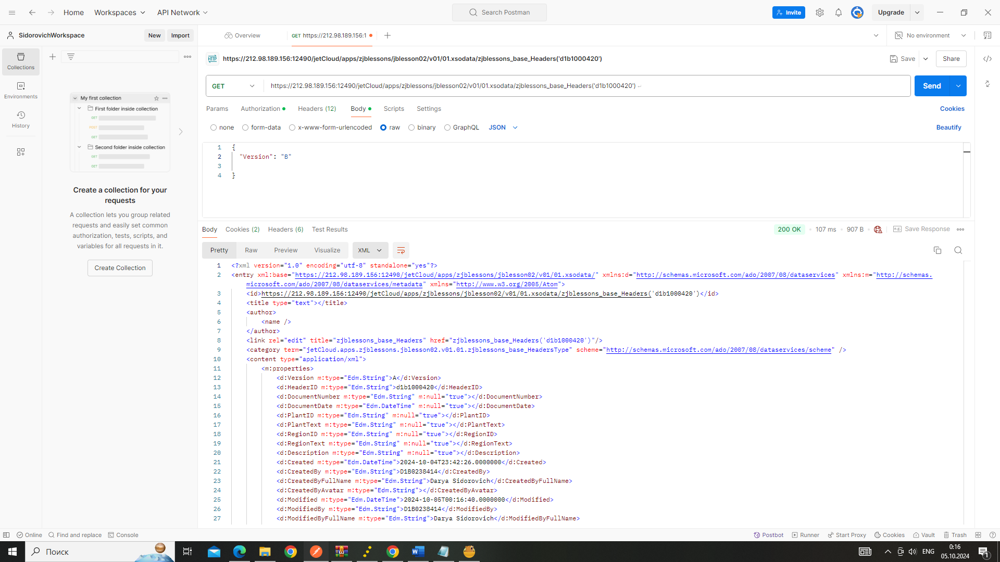 Home
Workspaces
API Network
Search Postman
Invite
Upgrade
SidorovichWorkspace
New
Import
Overview
GET https://212.98.189.156:1
No environment
Collections
Environments
History
My first collection
First folder inside collection
GET
POST
GET
Second folder inside collection
GET
GET
Create a collection for your
requests
A collection lets you group related
requests and easily set common
authorization, tests, scripts, and
variables for all requests in it.
Create Collection
HTTP
https://212.98.189.156:12490/jetCloud/apps/zjblessons/jblesson02/v01/01.xsodata/zjblessons_base_Headers('d1b1000420')
Save
Share
GET
https://212.98.189.156:12490/jetCloud/apps/zjblessons/jblesson02/v01/01.xsodata/zjblessons_base_Headers('d1b1000420')
Send
Params
Authorization
Headers (12)
Body
Scripts
Settings
Cookies
none
form-data
x-www-form-urlencoded
raw
binary
GraphQL
JSON
Beautify
1 {
2 "Version": "B"
3
4 }
Body
Cookies (2)
Headers (6)
Test Results
200 OK
107 ms
907 B
e.g.
Save Response
Pretty
Raw
Preview
Visualize
XML
1 <?xml version="1.0" encoding="utf-8" standalone="yes"?>
2 <entry xml:base="https://212.98.189.156:12490/jetCloud/apps/zjblessons/jblesson02/v01/01.xsodata/" xmlns:d="http://schemas.microsoft.com/ado/2007/08/dataservices" xmlns:m="http://schemas.
microsoft.com/ado/2007/08/dataservices/metadata" xmlns="http://www.w3.org/2005/Atom">
3 <id>https://212.98.189.156:12490/jetCloud/apps/zjblessons/jblesson02/v01/01.xsodata/zjblessons_base_Headers('d1b1000420')</id>
4 <title type="text"></title>
5 <author>
6 <name />
7 </author>
8 <link rel="edit" title="zjblessons_base_Headers" href="zjblessons_base_Headers('d1b1000420')"/>
9 <category term="jetCloud.apps.zjblessons.jblesson02.v01.01.zjblessons_base_HeadersType" scheme="http://schemas.microsoft.com/ado/2007/08/dataservices/scheme" />
10 <content type="application/xml">
11 <m:properties>
12 <d:Version m:type="Edm.String">A</d:Version>
13 <d:HeaderID m:type="Edm.String">d1b1000420</d:HeaderID>
14 <d:DocumentNumber m:type="Edm.String" m:null="true"></d:DocumentNumber>
15 <d:DocumentDate m:type="Edm.DateTime" m:null="true"></d:DocumentDate>
16 <d:PlantID m:type="Edm.String" m:null="true"></d:PlantID>
17 <d:PlantText m:type="Edm.String" m:null="true"></d:PlantText>
18 <d:RegionID m:type="Edm.String" m:null="true"></d:RegionID>
19 <d:RegionText m:type="Edm.String" m:null="true"></d:RegionText>
20 <d:Description m:type="Edm.String" m:null="true"></d:Description>
21 <d:Created m:type="Edm.DateTime">2024-10-04T23:42:26.0000000</d:Created>
22 <d:CreatedBy m:type="Edm.String">D1B0238414</d:CreatedBy>
23 <d:CreatedByFullName m:type="Edm.String">Darya Sidorovich</d:CreatedByFullName>
24 <d:CreatedByAvatar m:type="Edm.String"></d:CreatedByAvatar>
25 <d:Modified m:type="Edm.DateTime">2024-10-05T00:16:40.0000000</d:Modified>
26 <d:ModifiedBy m:type="Edm.String">D1B0238414</d:ModifiedBy>
27 <d:ModifiedByFullName m:type="Edm.String">Darya Sidorovich</d:ModifiedByFullName>
Online
Find and replace
Console
Postbot
Runner
Start Proxy
Cookies
Vault
Trash
Поиск
ENG
0:16
05.10.2024
1